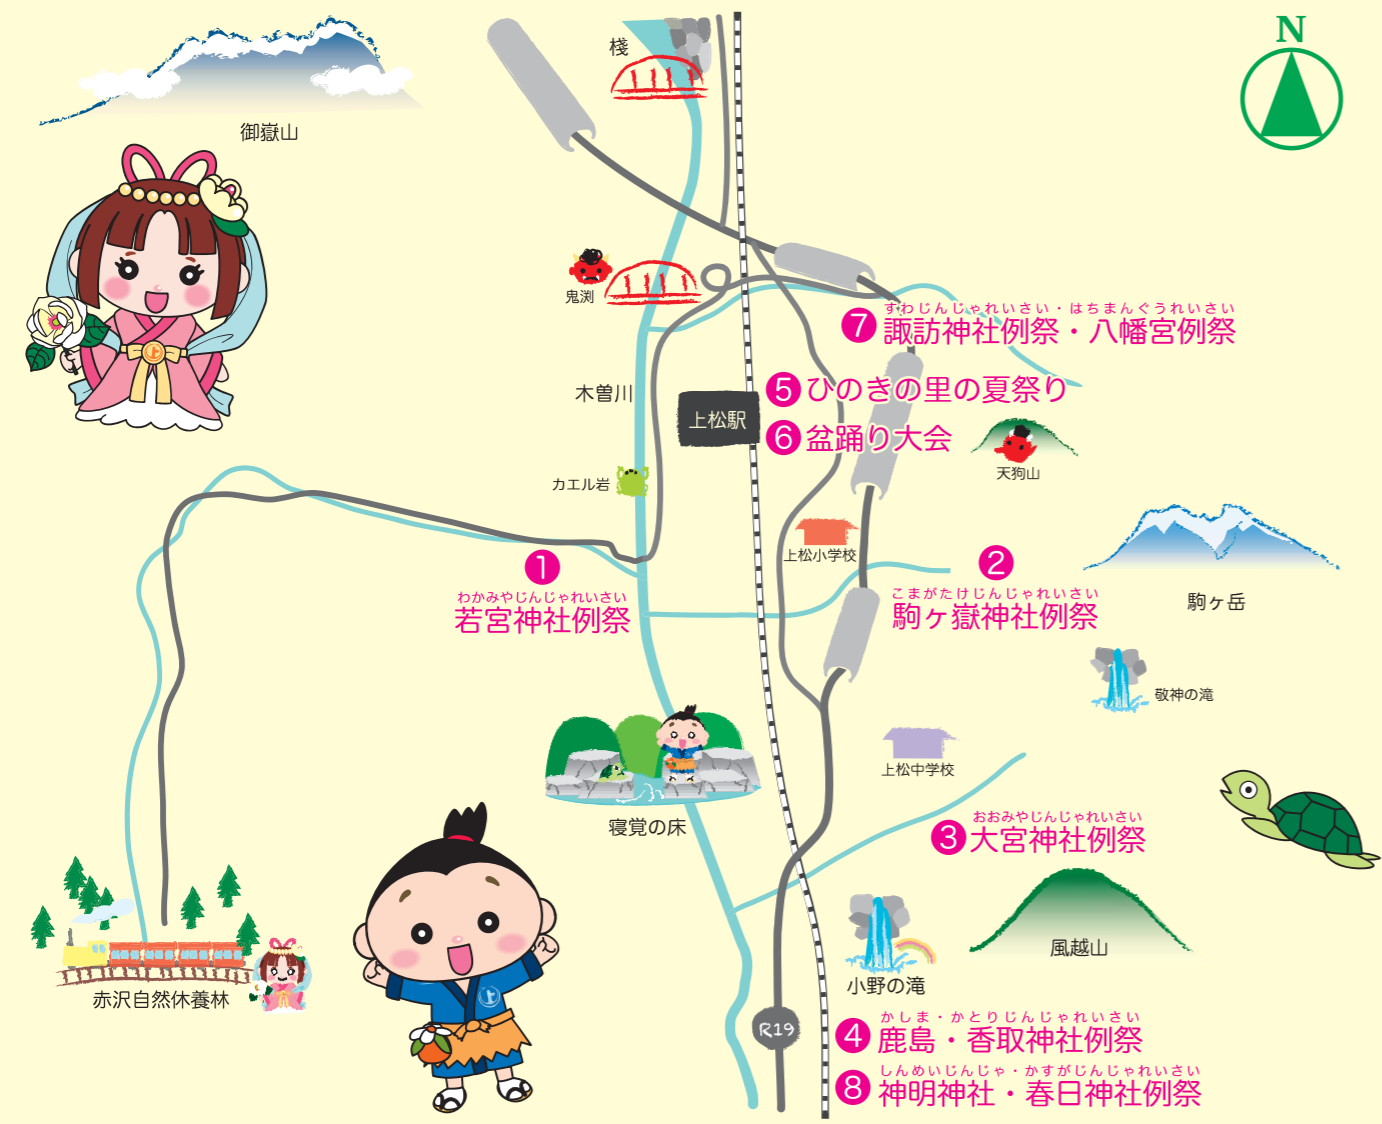 N
棧
御嶽山
鬼渕
すわじんじゃれいさい・はちまんぐうれいさい
7 諏訪神社例祭・八幡宮例祭
木曽川
上松駅
5 ひのきの里の夏祭り
6 盆踊り大会
天狗山
カエル岩
上松小学校
1
わかみやじんじゃれいさい
若宮神社例祭
2
こまがたけじんじゃれいさい
駒ヶ嶽神社例祭
駒ヶ岳
敬神の滝
上松中学校
寝覚の床
おおみやじんじゃれいさい
3 大宮神社例祭
風越山
上
小野の滝
赤沢自然休養林
R19
かしま・かとりじんじゃれいさい
4 鹿島・香取神社例祭
しんめいじんじゃ・かすがじんじゃれいさい
8 神明神社・春日神社例祭
上